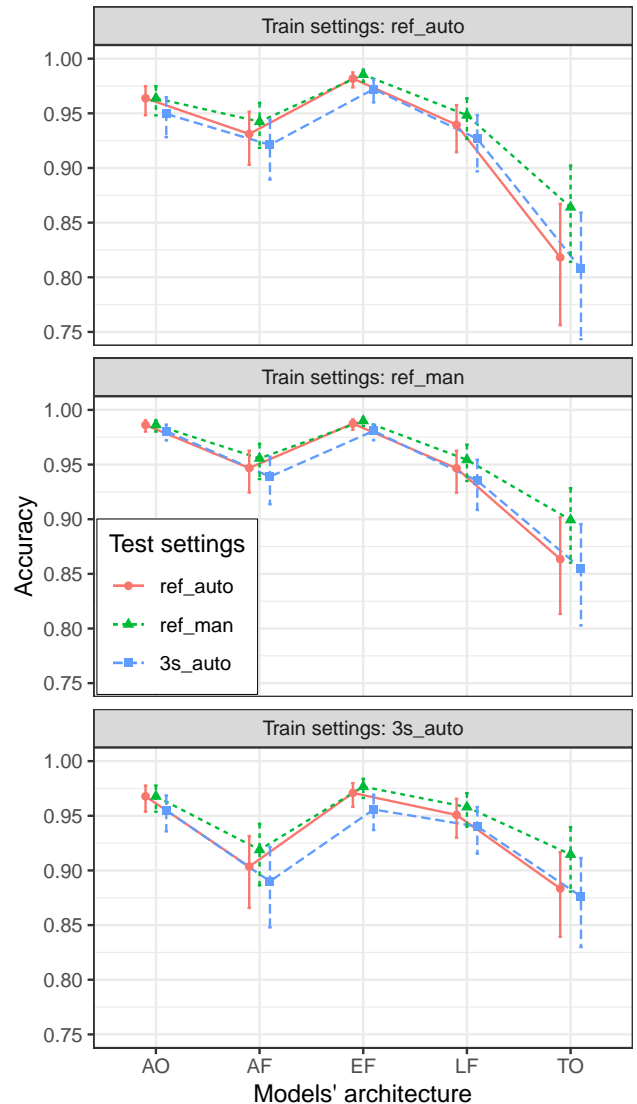 Train settings: ref_auto
1.00
0.95
0.90
0.85
0.80
0.75
Train settings: ref_man
1.00
0.95
0.90
0.85
0.80
0.75
Accuracy
Test settings
ref_auto
ref_man
3s_auto
Train settings: 3s_auto
1.00
0.95
0.90
0.85
0.80
0.75
AO AF EF LF TO
Models' architecture